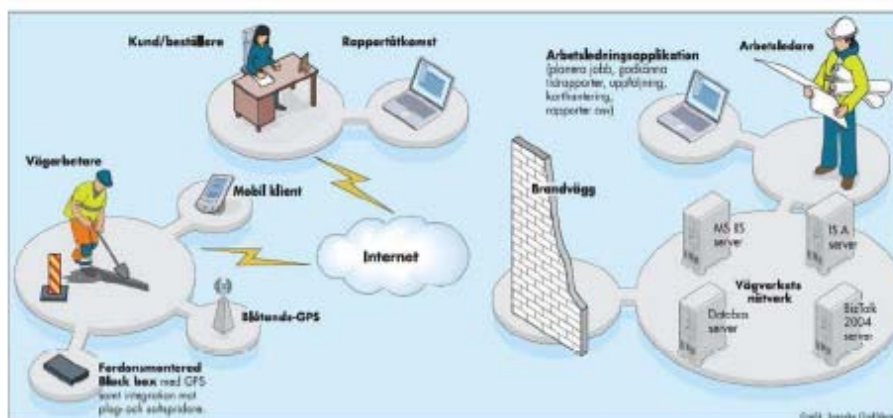 Kund/beställare
Rapportåtkomst
Arbetsledningsapplikation
(planera jobb, godkänna
tidrapporter, uppföljning,
karthantering,
rapporter osv)
Arbetsledare
Vägarbetare
Mobil klient
Internet
Brandvägg
MS IIS
server
ISA
server
Vägverkets
nätverk
Databas
server
BizTalk
2004
server
Blåtands-GPS
Fordonsmonterad
Black box med GPS
samt integration mot
plog- och saltspridare.